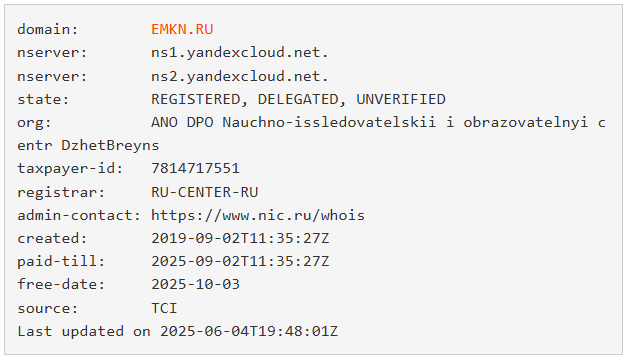 domain: EMKN.RU
nserver: ns1.yandexcloud.net.
nserver: ns2.yandexcloud.net.
state: REGISTERED, DELEGATED, UNVERIFIED
org: ANO DPO Nauchno-issledovatelskii i obrazovatelnyi c
entr DzhetBreyns
taxpayer-id: 7814717551
registrar: RU-CENTER-RU
admin-contact: https://www.nic.ru/whois
created: 2019-09-02T11:35:27Z
paid-till: 2025-09-02T11:35:27Z
free-date: 2025-10-03
source: TCI
Last updated on 2025-06-04T19:48:01Z